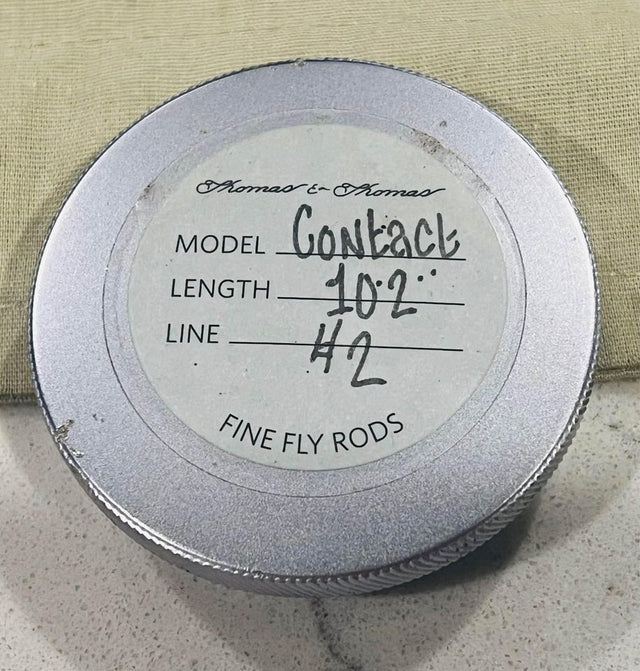 Thomas & Thomas
MODEL Contact
LENGTH 10'2"
LINE #2
FINE FLY RODS